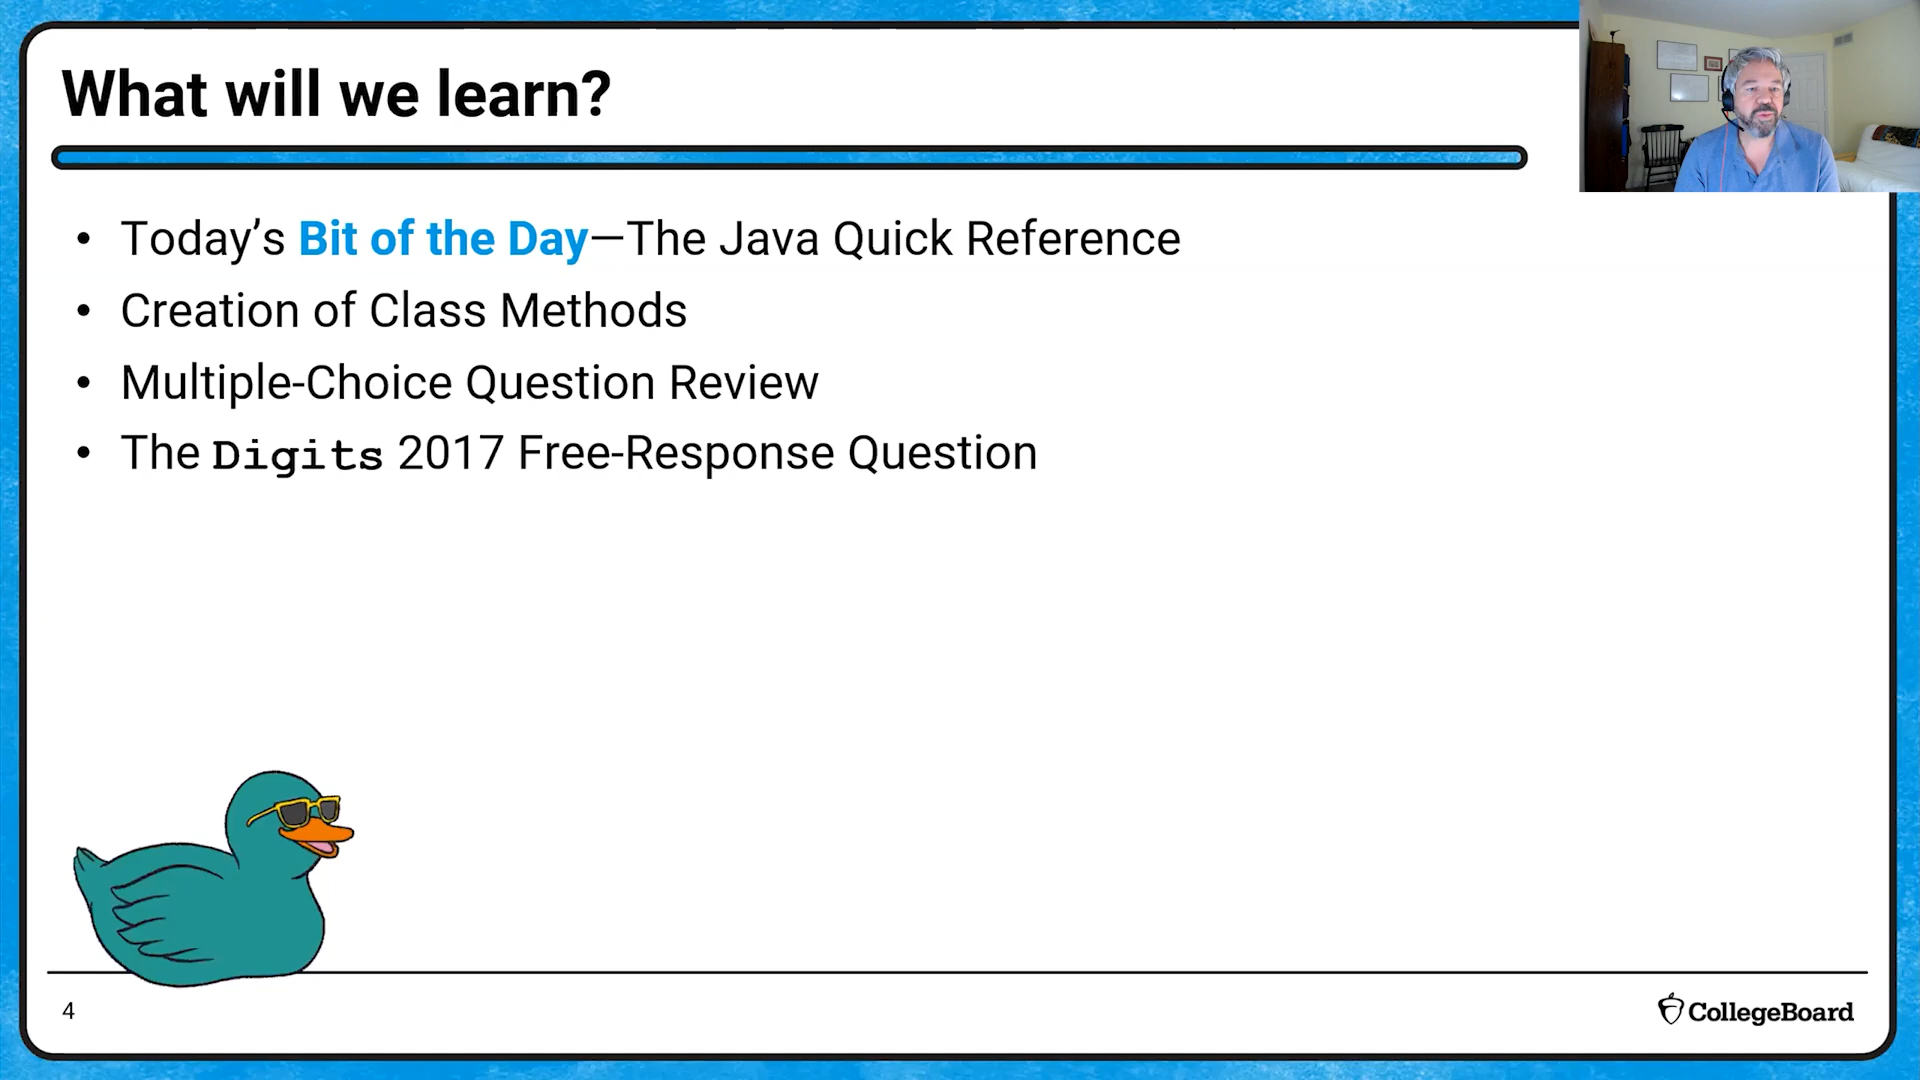 What will we learn?
• Today’s Bit of the Day—The Java Quick Reference
• Creation of Class Methods
• Multiple-Choice Question Review
• The Digits 2017 Free-Response Question
4
CollegeBoard